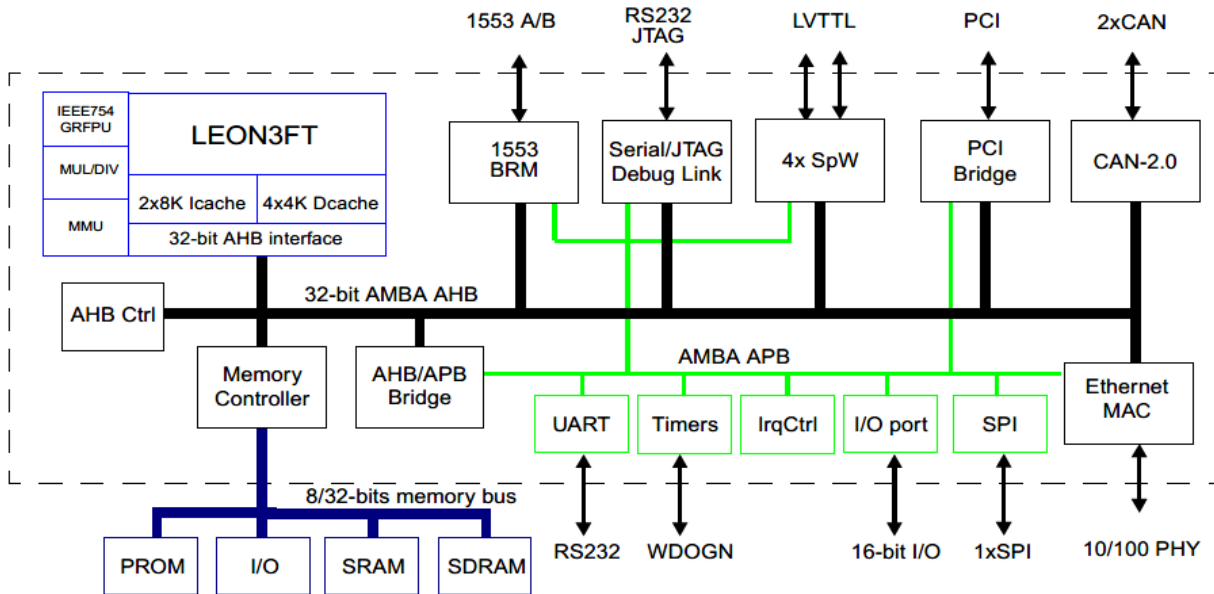 1553 A/B
RS232
JTAG
LVTTL
PCI
2xCAN
IEEE754
GRFPU
LEON3FT
MUL/DIV
2x8K Icache
4x4K Dcache
MMU
32-bit AHB interface
1553
BRM
Serial/JTAG
Debug Link
4x SpW
PCI
Bridge
CAN-2.0
AHB Ctrl
32-bit AMBA AHB
Memory
Controller
AHB/APB
Bridge
AMBA APB
Ethernet
MAC
UART
Timers
IrqCtrl
I/O port
SPI
8/32-bits memory bus
PROM
I/O
SRAM
SDRAM
RS232
WDOGN
16-bit I/O
1xSPI
10/100 PHY